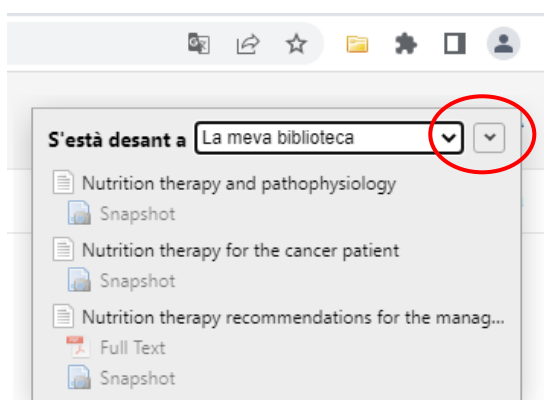 S'està desant a La meva biblioteca
Nutrition therapy and pathophysiology
Snapshot
Nutrition therapy for the cancer patient
Snapshot
Nutrition therapy recommendations for the manag...
Full Text
Snapshot